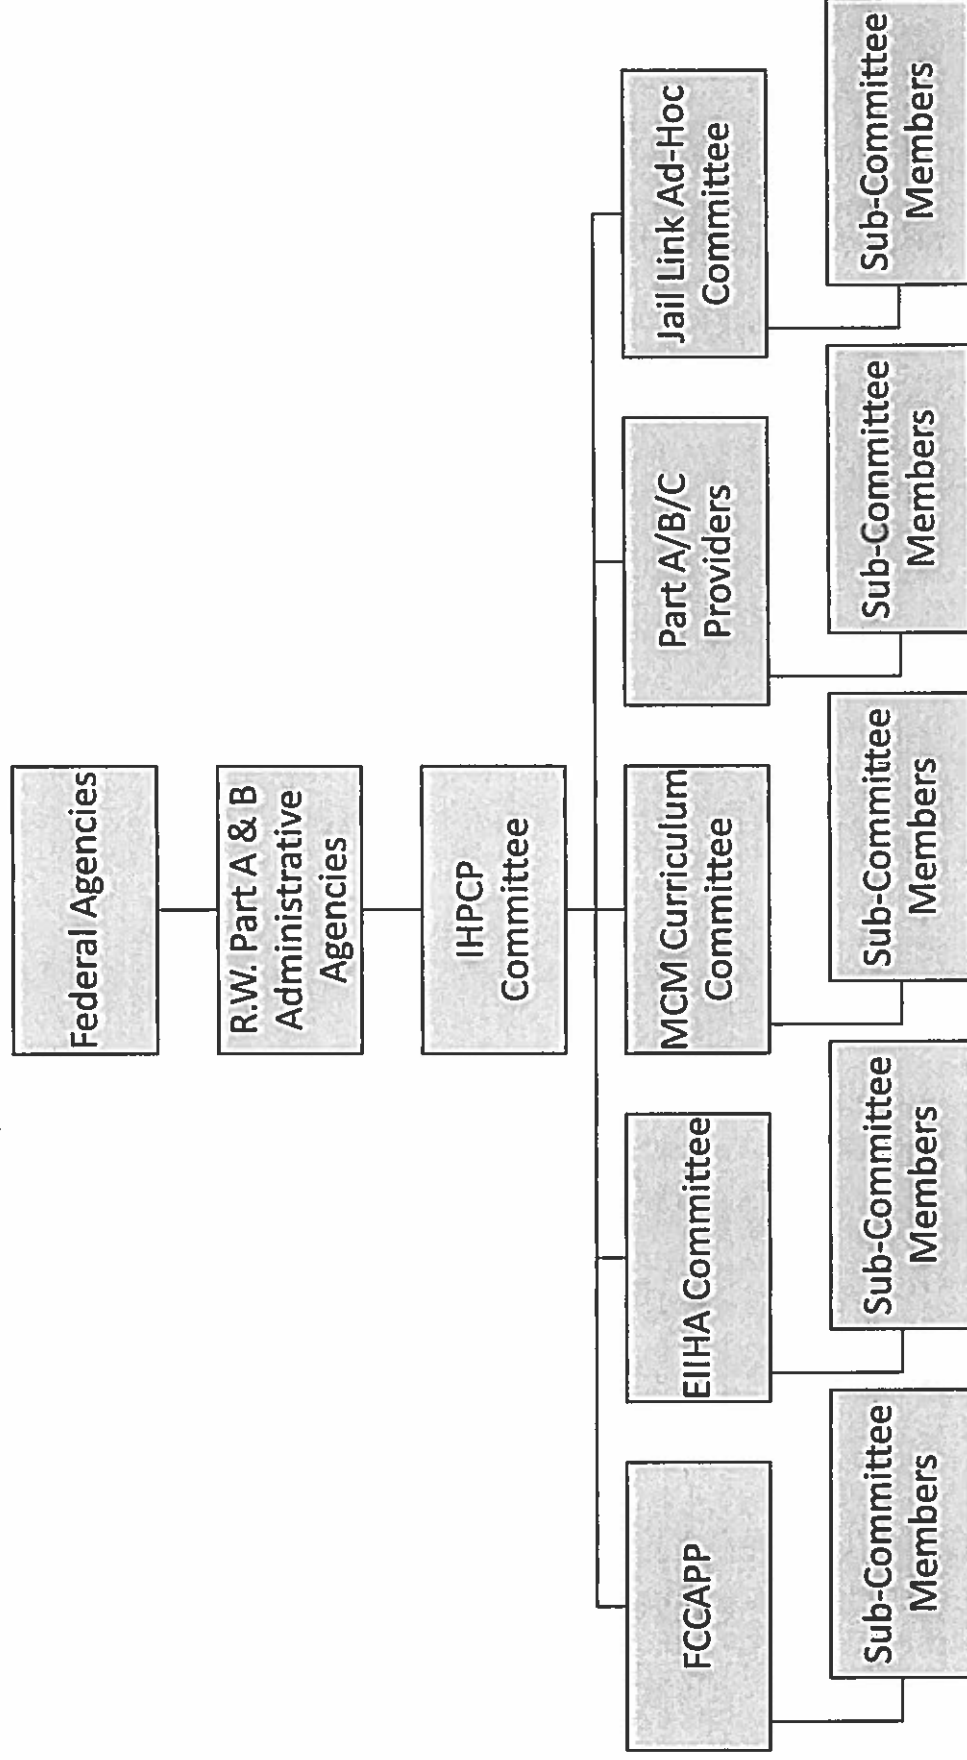 Federal Agencies
R.W. Part A & B
Administrative
Agencies
IHPCP
Committee
FCCAPP
EIIHA Committee
MCM Curriculum
Committee
Part A/B/C
Providers
Jail Link Ad-Hoc
Committee
Sub-Committee
Members
Sub-Committee
Members
Sub-Committee
Members
Sub-Committee
Members
Sub-Committee
Members